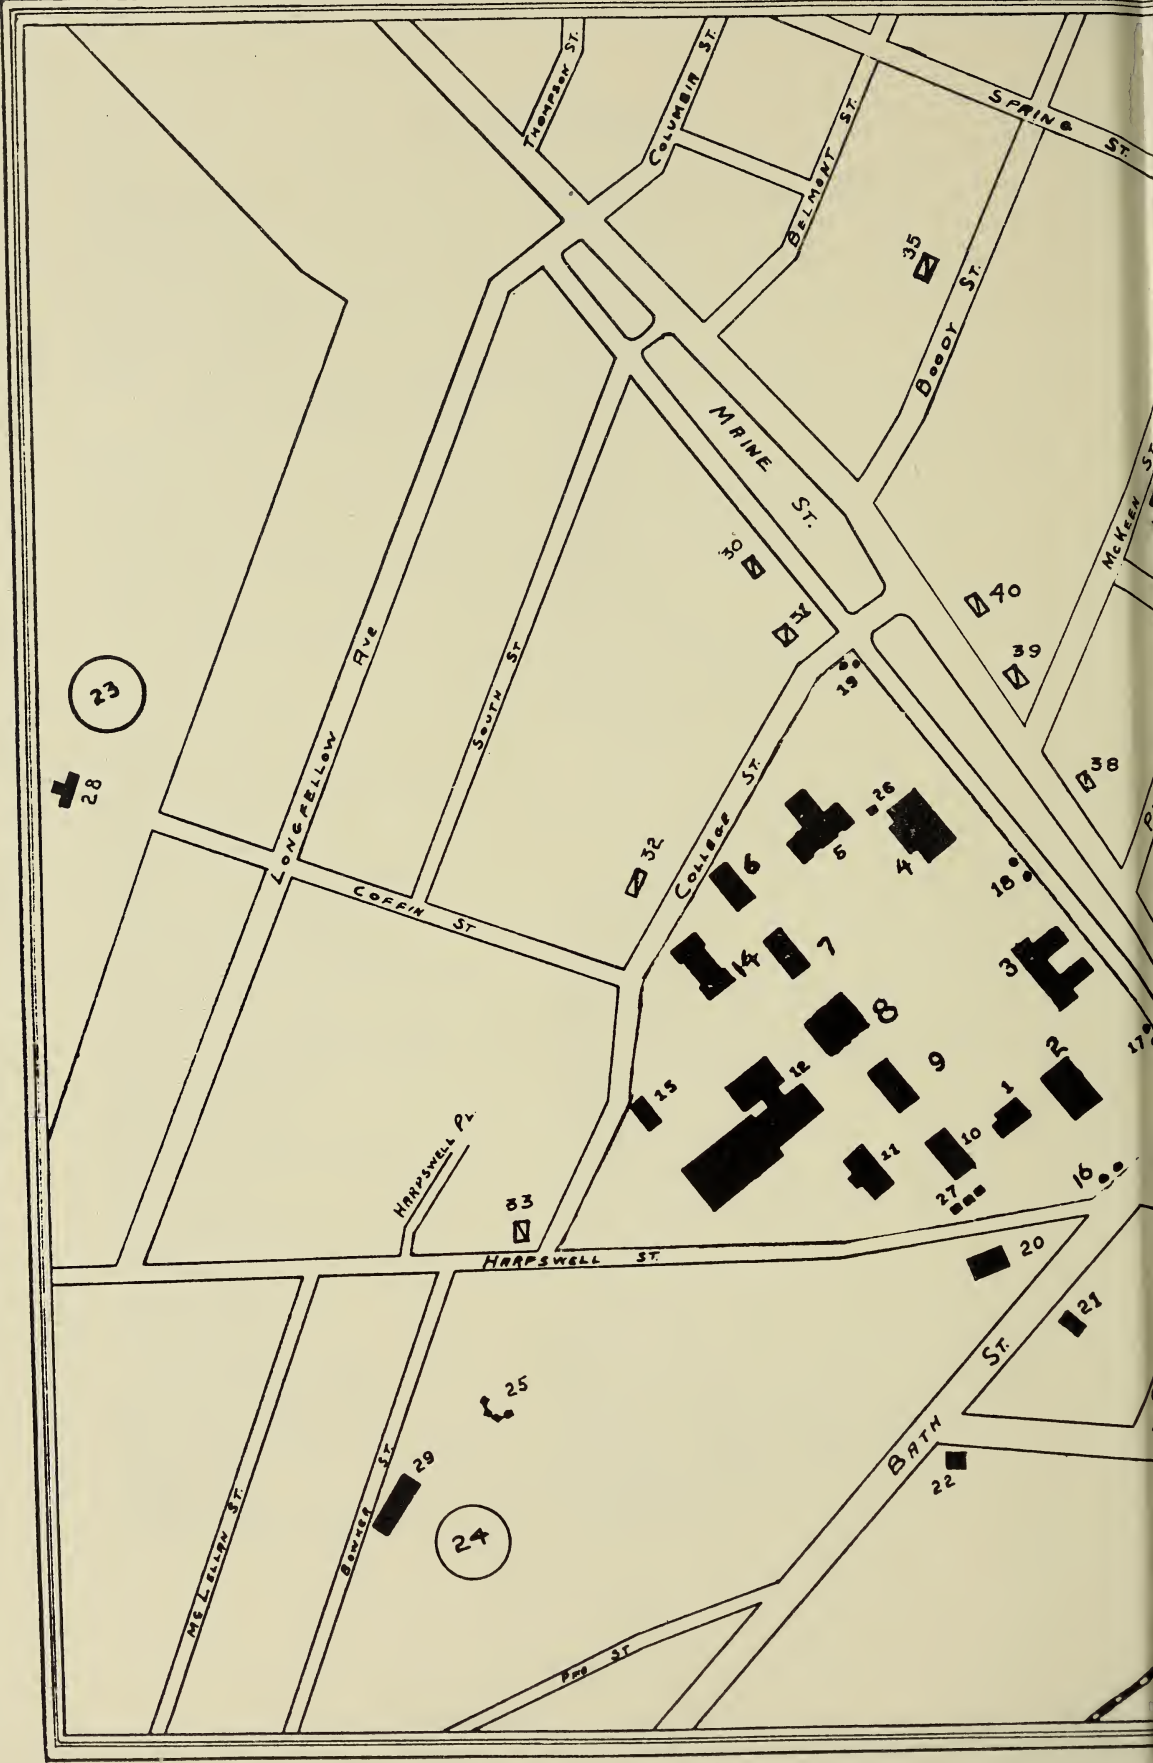 THOMPSON ST.
COLUMBIA ST.
SPRING ST.
BELMONT ST.
35
BOODY ST.
MAINE ST.
McKEEN ST
30
31
40
39
19
38
23
28
LONGFELLOW AVE
SOUTH ST
COLLEGE ST.
26
5
4
6
32
18
COFFIN ST
14
7
3
8
17
2
9
12
1
15
10
11
HARPSWELL PL
16
27
33
HARPSWELL ST.
20
21
BATH ST.
25
29
22
24
McLELLAN ST.
BOWKER ST.
ST